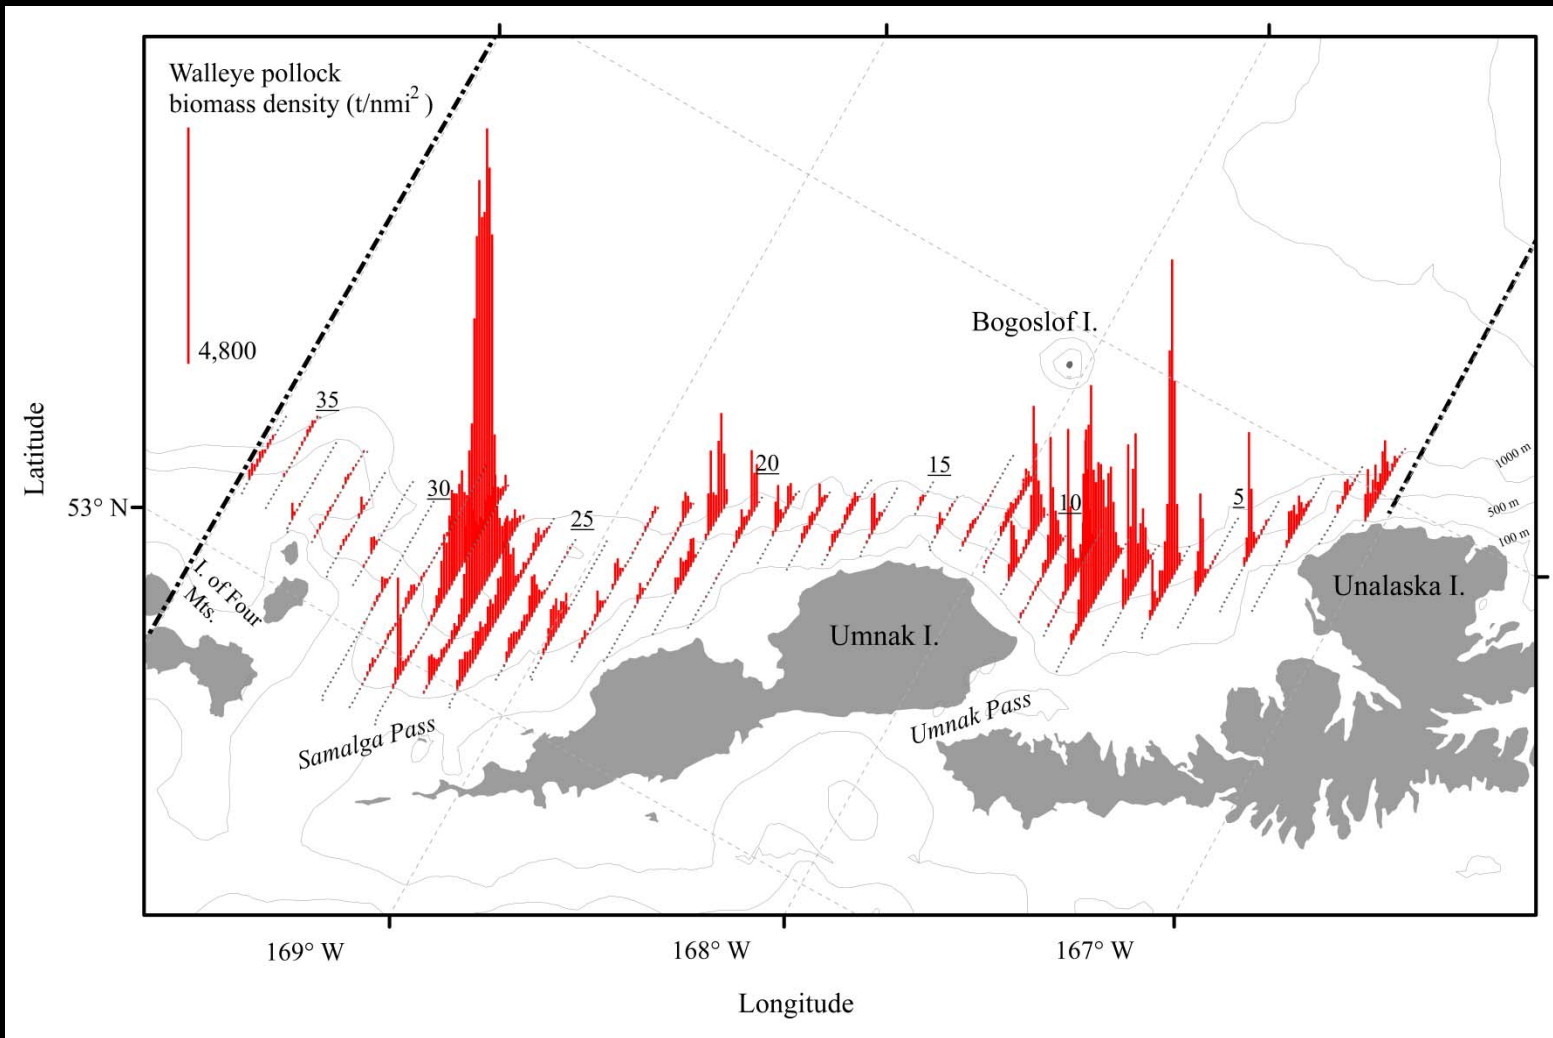 Walleye pollock
biomass density (t/nmi²)
4,800
Bogoslof I.
35
30
25
20
15
10
5
1000 m
500 m
100 m
Latitude
53° N
I. of Four
Mts.
Unalaska I.
Umnak I.
Samalga Pass
Umnak Pass
169° W
168° W
167° W
Longitude